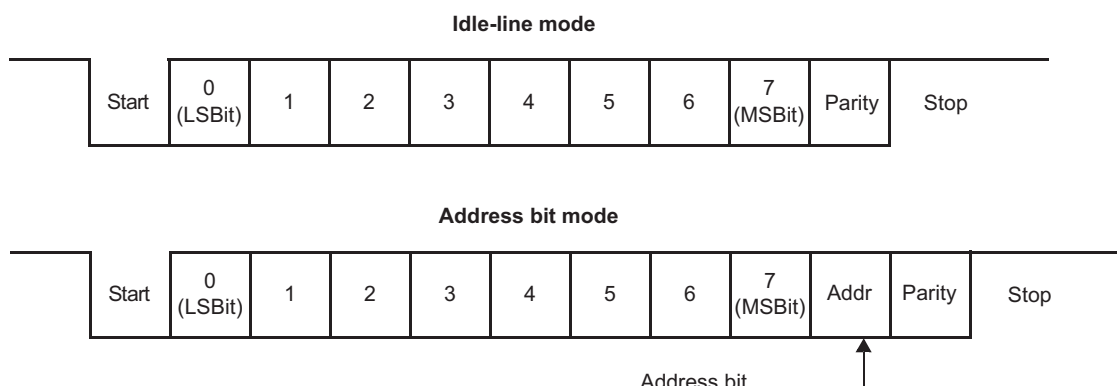 Idle-line mode
Start 0 (LSBit) 1 2 3 4 5 6 7 (MSBit) Parity Stop
Address bit mode
Start 0 (LSBit) 1 2 3 4 5 6 7 (MSBit) Addr Parity Stop
Address bit